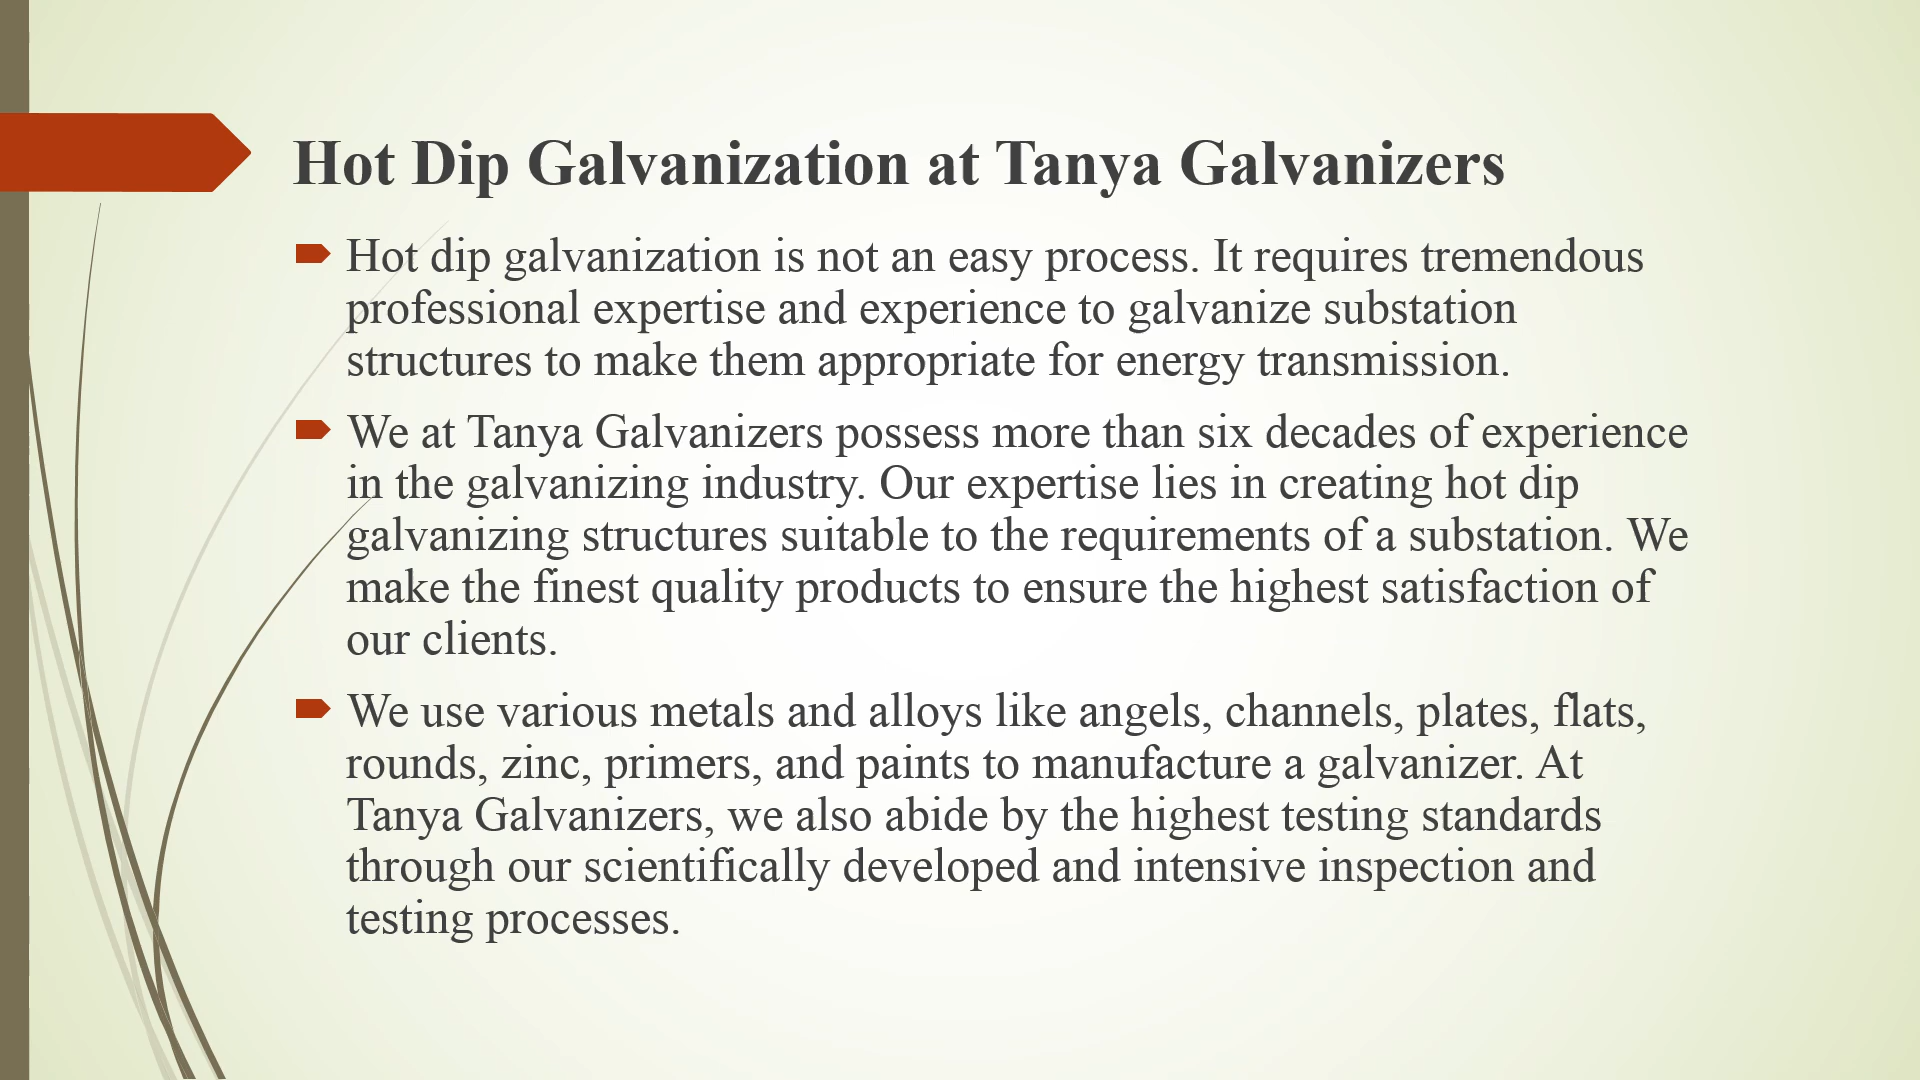 Hot Dip Galvanization at Tanya Galvanizers
Hot dip galvanization is not an easy process. It requires tremendous
professional expertise and experience to galvanize substation
structures to make them appropriate for energy transmission.
We at Tanya Galvanizers possess more than six decades of experience
in the galvanizing industry. Our expertise lies in creating hot dip
galvanizing structures suitable to the requirements of a substation. We
make the finest quality products to ensure the highest satisfaction of
our clients.
We use various metals and alloys like angels, channels, plates, flats,
rounds, zinc, primers, and paints to manufacture a galvanizer. At
Tanya Galvanizers, we also abide by the highest testing standards
through our scientifically developed and intensive inspection and
testing processes.